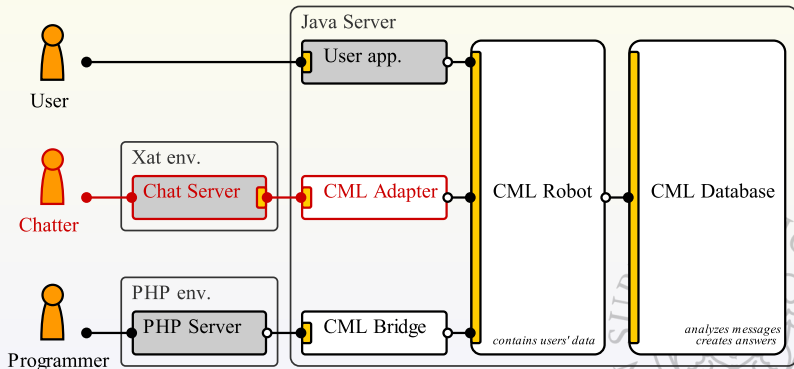 Java Server
User app.
User
Xat env.
Chat Server
CML Adapter
CML Robot
CML Database
Chatter
PHP env.
PHP Server
CML Bridge
contains users' data
analyzes messages
creates answers
Programmer
SUP